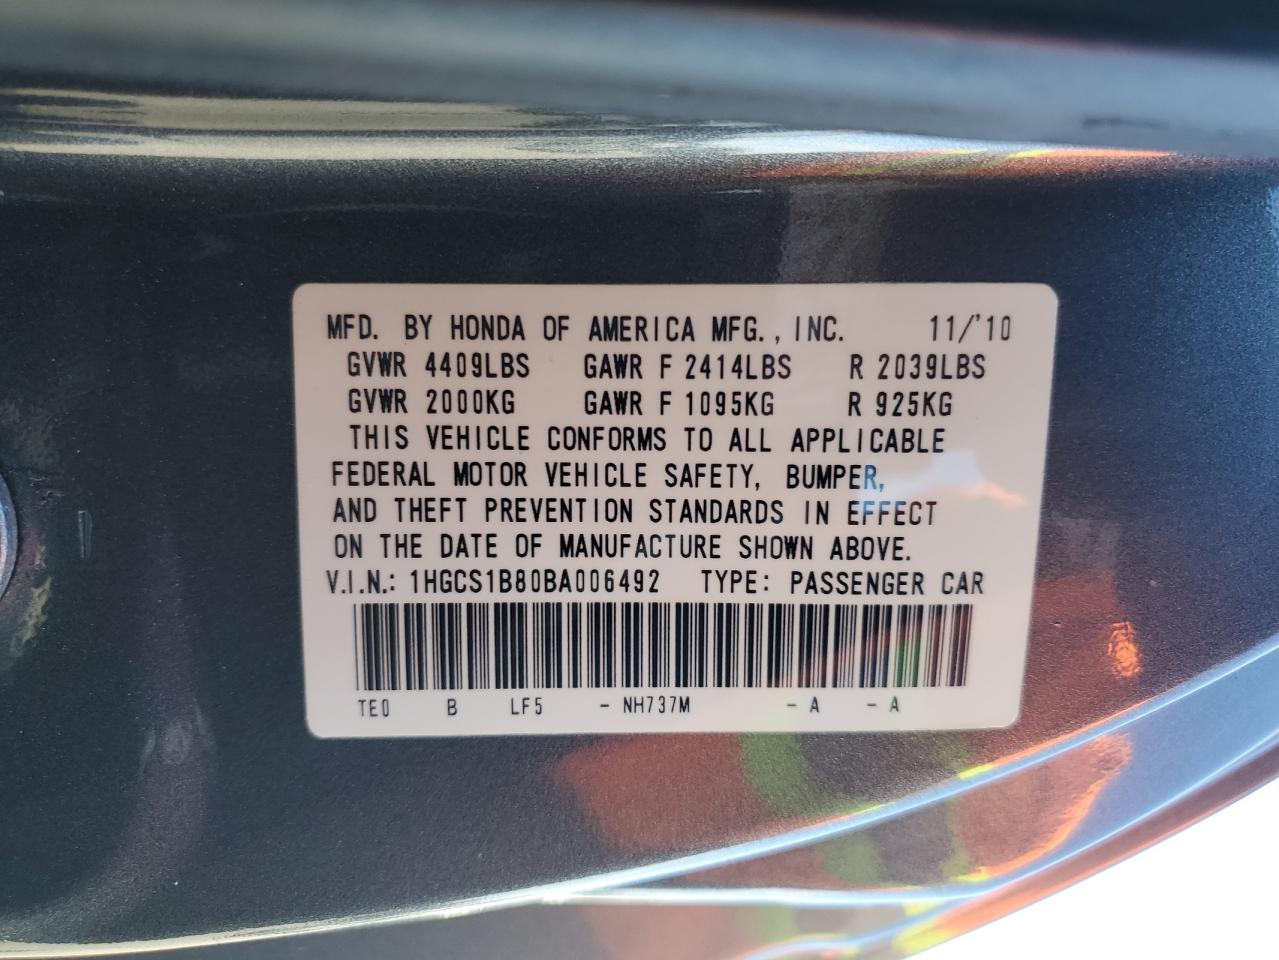 MFD. BY HONDA OF AMERICA MFG., INC. 11/'10
GVWR 4409LBS GAWR F 2414LBS R 2039LBS
GVWR 2000KG GAWR F 1095KG R 925KG
THIS VEHICLE CONFORMS TO ALL APPLICABLE
FEDERAL MOTOR VEHICLE SAFETY, BUMPER,
AND THEFT PREVENTION STANDARDS IN EFFECT
ON THE DATE OF MANUFACTURE SHOWN ABOVE.
V.I.N.: 1HGCS1B80BA006492 TYPE: PASSENGER CAR
TE0 B LF5 - NH737M - A - A